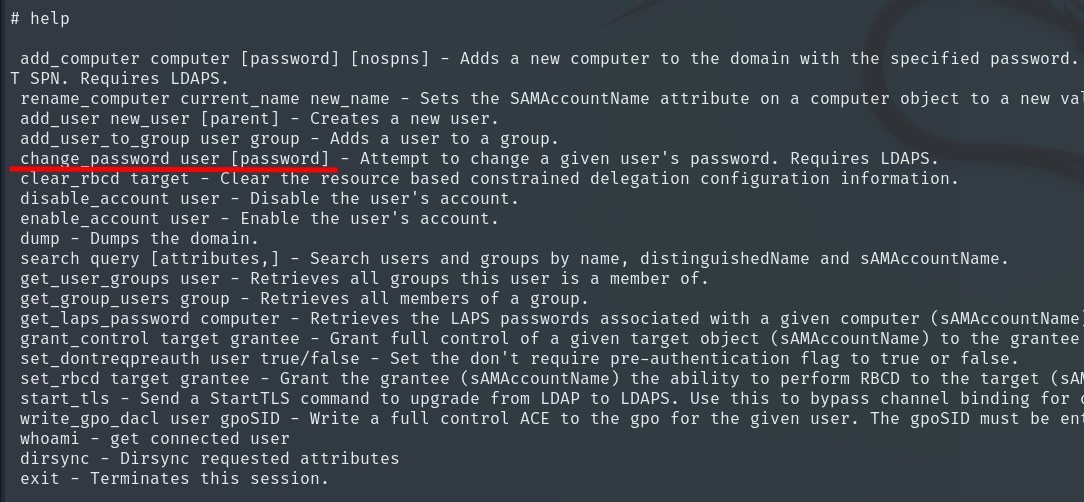 # help
add_computer computer [password] [nospns] - Adds a new computer to the domain with the specified password.
T SPN. Requires LDAPS.
rename_computer current_name new_name - Sets the SAMAccountName attribute on a computer object to a new
add_user new_user [parent] - Creates a new user.
add_user_to_group user group - Adds a user to a group.
change_password user [password] - Attempt to change a given user's password. Requires LDAPS.
clear_rbcd target - Clear the resource based constrained delegation configuration information.
disable_account user - Disable the user's account.
enable_account user - Enable the user's account.
dump - Dumps the domain.
search query [attributes,] - Search users and groups by name, distinguishedName and sAMAccountName.
get_user_groups user - Retrieves all groups this user is a member of.
get_group_users group - Retrieves all members of a group.
get_laps_password computer - Retrieves the LAPS passwords associated with a given computer (sAMAccountName)
grant_control target grantee - Grant full control of a given target object (sAMAccountName) to the grantee
set_dontreqpreauth user true/false - Set the don't require pre-authentication flag to true or false.
set_rbcd target grantee - Grant the grantee (sAMAccountName) the ability to perform RBCD to the target
start_tls - Send a StartTLS command to upgrade from LDAP to LDAPS. Use this to bypass channel binding for
write_gpo_dacl user gpoSID - Write a full control ACE to the gpo for the given user. The gpoSID must be
whoami - get connected user
dirsync - Dirsync requested attributes
exit - Terminates this session.